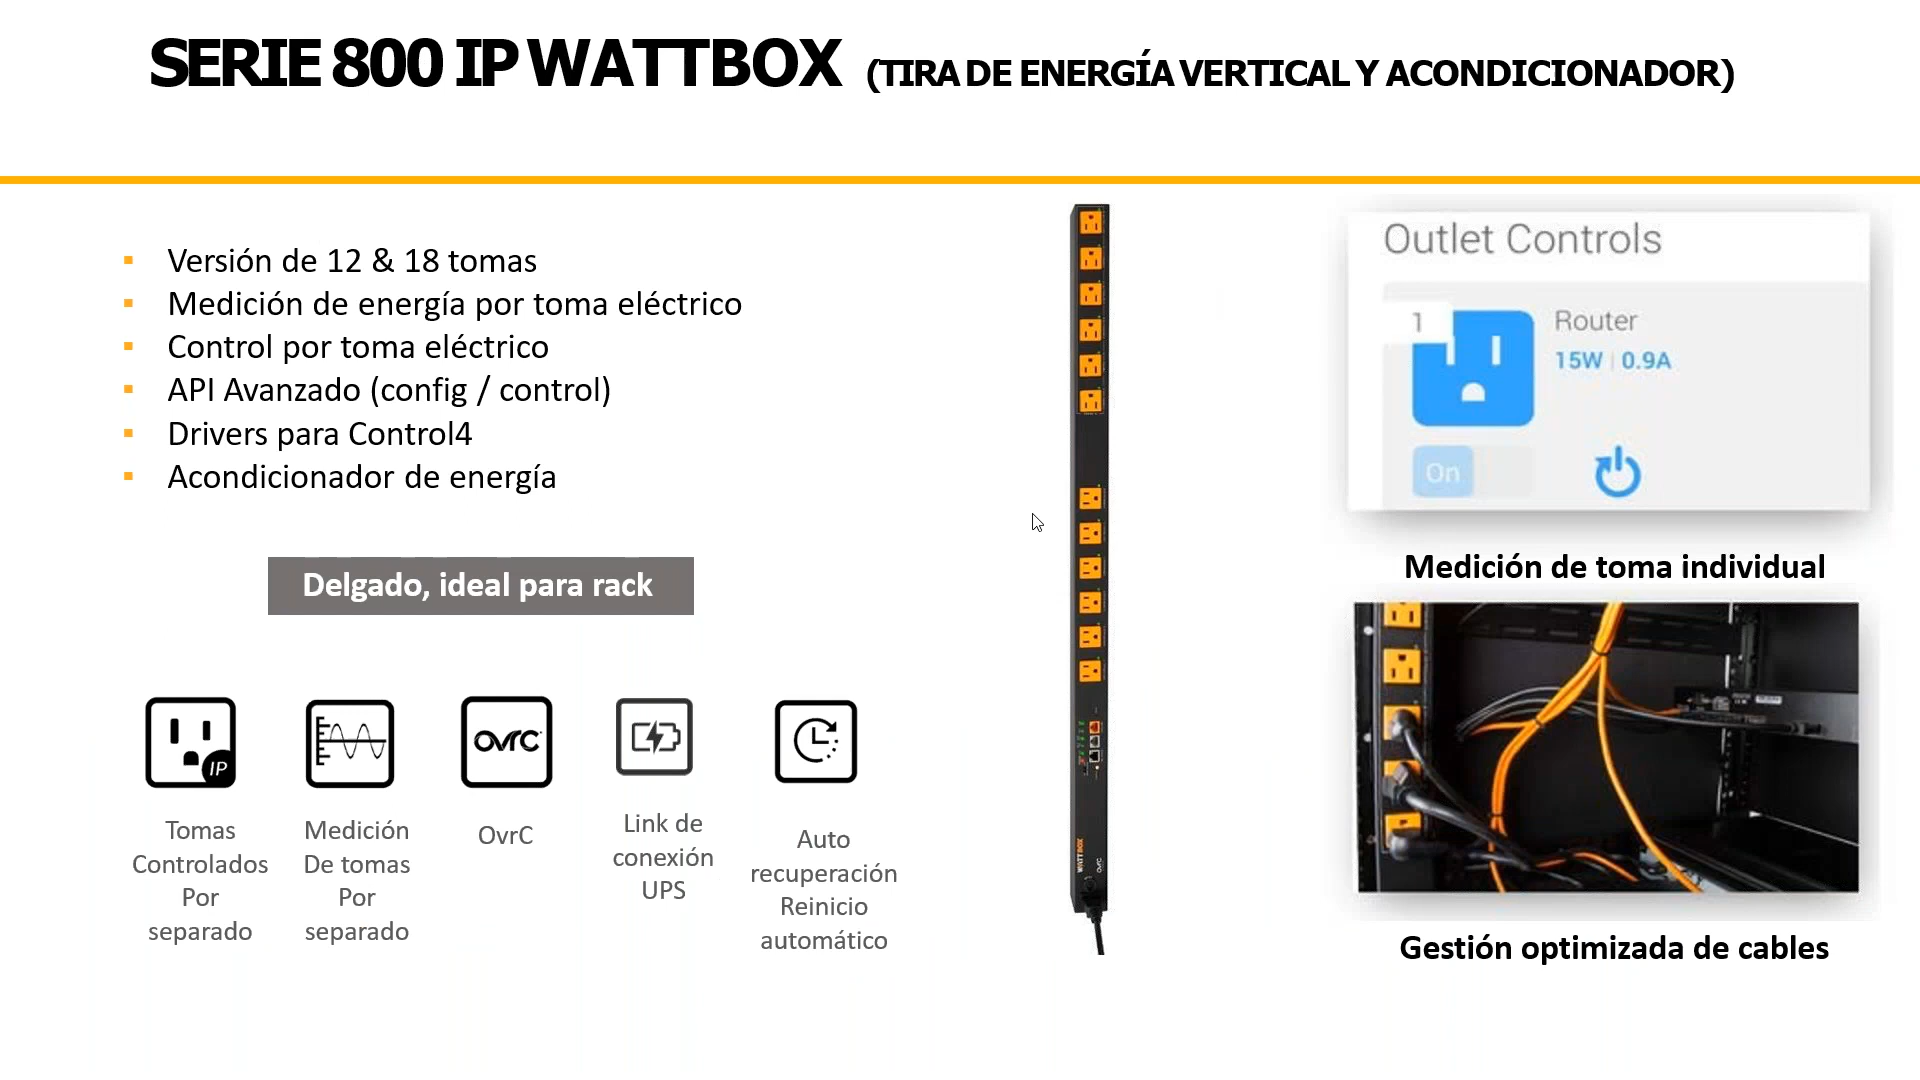 SERIE 800 IP WATTBOX (TIRA DE ENERGÍA VERTICAL Y ACONDICIONADOR)
Versión de 12 & 18 tomas
Medición de energía por toma eléctrico
Control por toma eléctrico
API Avanzado (config / control)
Drivers para Control4
Acondicionador de energía
Delgado, ideal para rack
IP
OvrC
Tomas
Controlados
Por
separado
Medición
De tomas
Por
separado
OvrC
Link de
conexión
UPS
Auto
recuperación
Reinicio
automático
WATTBOX
OvrC
Outlet Controls
1
Router
15W | 0.9A
On
Medición de toma individual
Gestión optimizada de cables